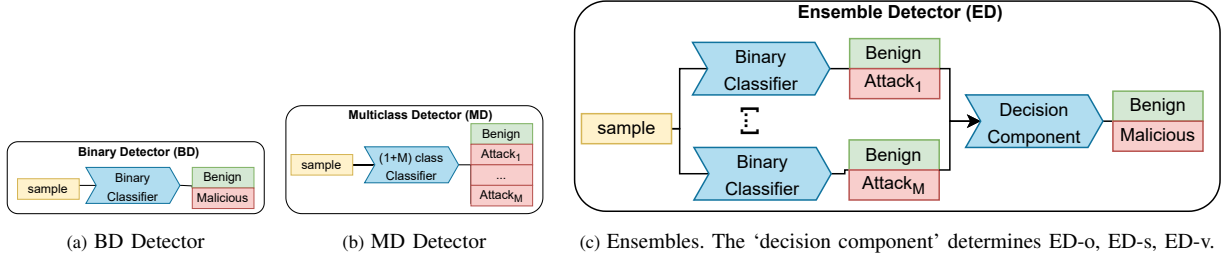 Binary Detector (BD)
sample
Binary
Classifier
Benign
Malicious
(a) BD Detector
Multiclass Detector (MD)
sample
(1+M) class
Classifier
Benign
Attack₁
...
Attack_M
(b) MD Detector
Ensemble Detector (ED)
sample
Binary
Classifier
Benign
Attack₁
[...]
Binary
Classifier
Benign
Attack_M
Decision
Component
Benign
Malicious
(c) Ensembles. The ‘decision component’ determines ED-o, ED-s, ED-v.